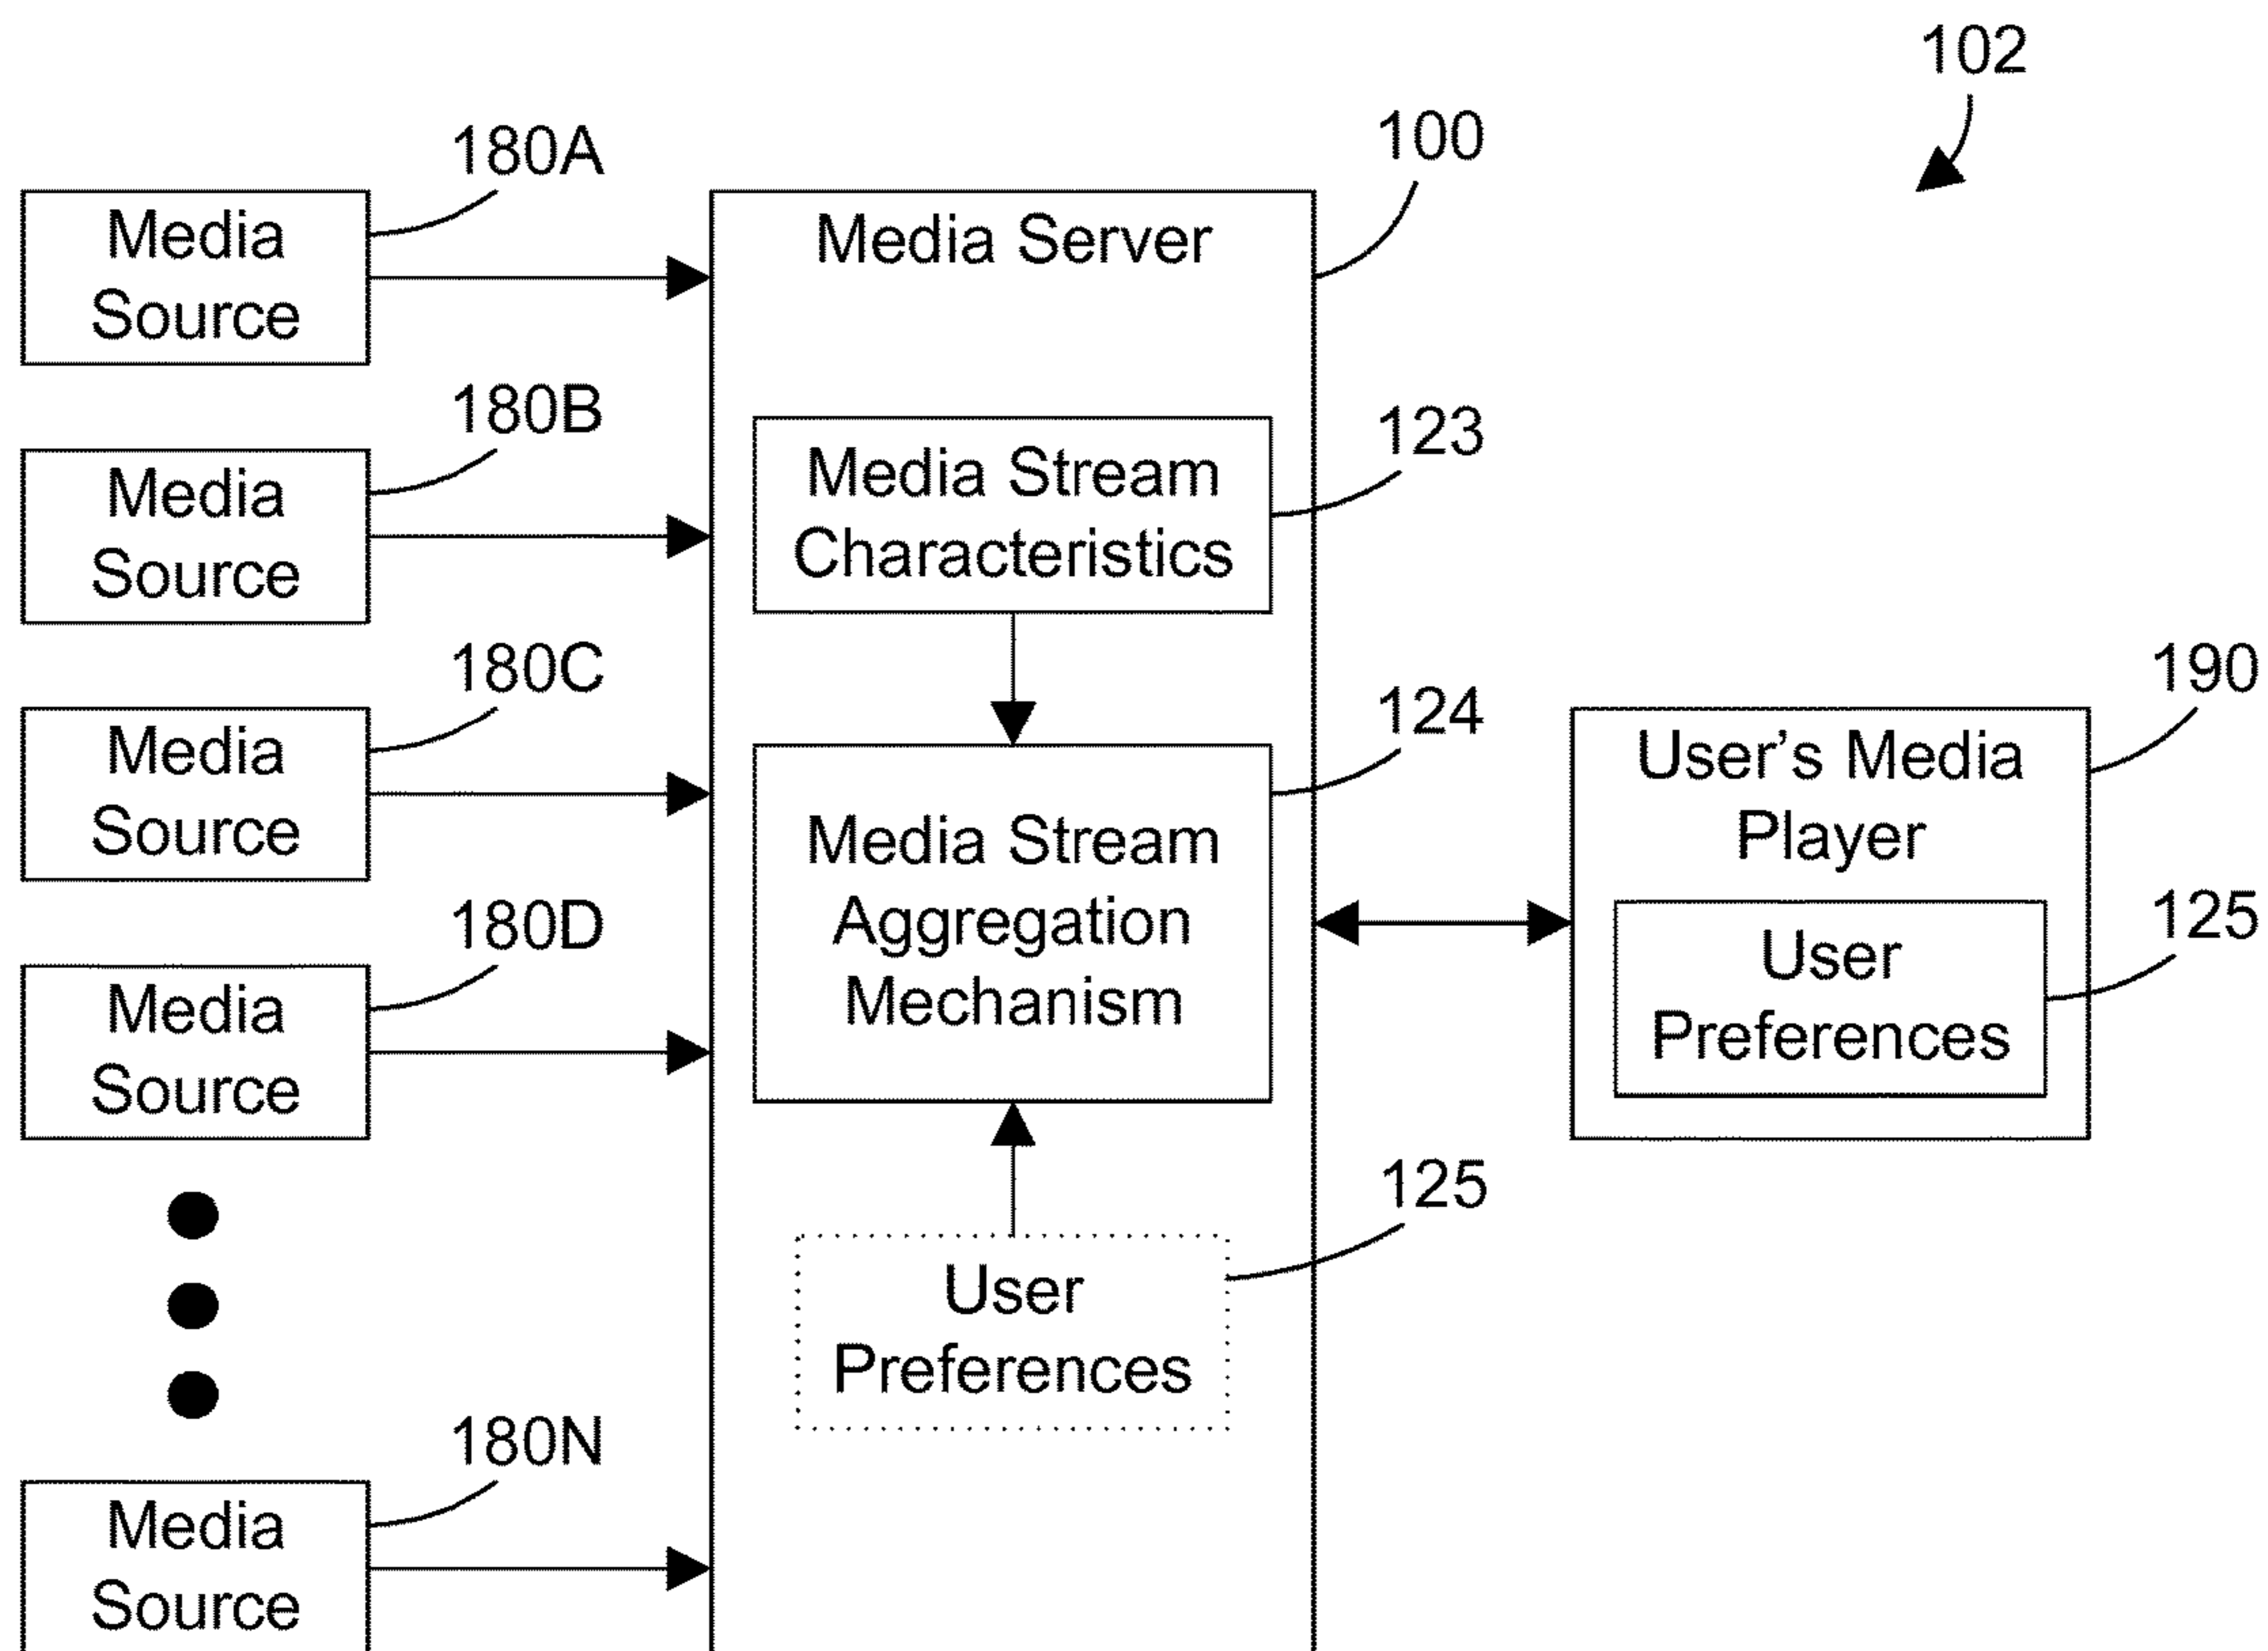 102
180A
Media
Source
180B
Media
Source
180C
Media
Source
180D
Media
Source
180N
Media
Source
100
Media Server
123
Media Stream
Characteristics
124
Media Stream
Aggregation
Mechanism
125
User
Preferences
190
User’s Media
Player
125
User
Preferences